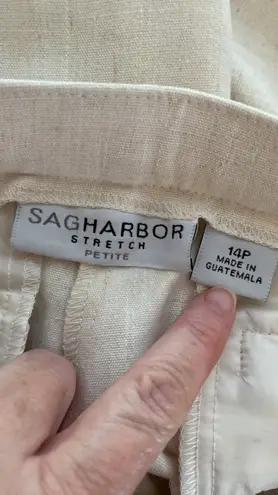 SAGHARBOR
STRETCH
PETITE
14P
MADE IN
GUATEMALA